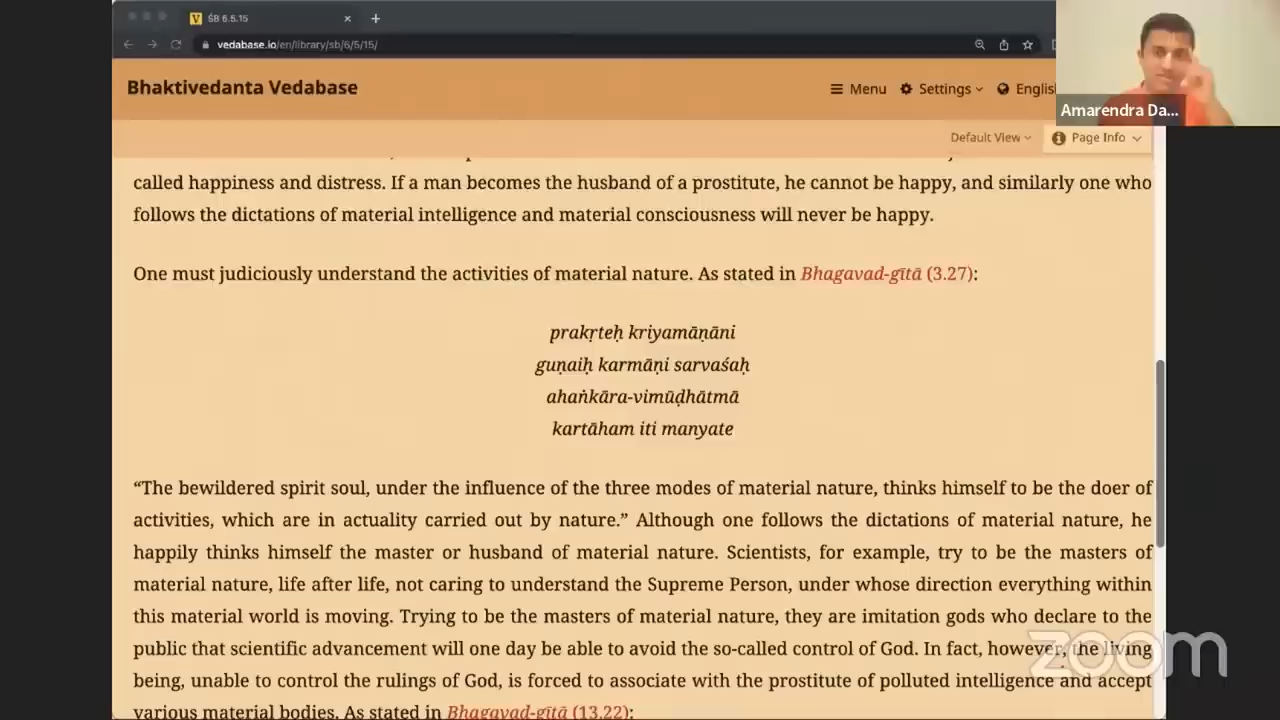 ŚB 6.5.15
vedabase.io/en/library/sb/6/5/15/
Bhaktivedanta Vedabase
Menu
Settings
English
Amarendra Da...
Default View
Page Info
called happiness and distress. If a man becomes the husband of a prostitute, he cannot be happy, and similarly one who
follows the dictations of material intelligence and material consciousness will never be happy.
One must judiciously understand the activities of material nature. As stated in Bhagavad-gītā (3.27):
prakṛteḥ kriyamāṇāni
guṇaiḥ karmāṇi sarvaśaḥ
ahaṅkāra-vimūḍhātmā
kartāham iti manyate
“The bewildered spirit soul, under the influence of the three modes of material nature, thinks himself to be the doer of
activities, which are in actuality carried out by nature.” Although one follows the dictations of material nature, he
happily thinks himself the master or husband of material nature. Scientists, for example, try to be the masters of
material nature, life after life, not caring to understand the Supreme Person, under whose direction everything within
this material world is moving. Trying to be the masters of material nature, they are imitation gods who declare to the
public that scientific advancement will one day be able to avoid the so-called control of God. In fact, however, the living
being, unable to control the rulings of God, is forced to associate with the prostitute of polluted intelligence and accept
various material bodies. As stated in Bhagavad-gītā (13.22):
zoom